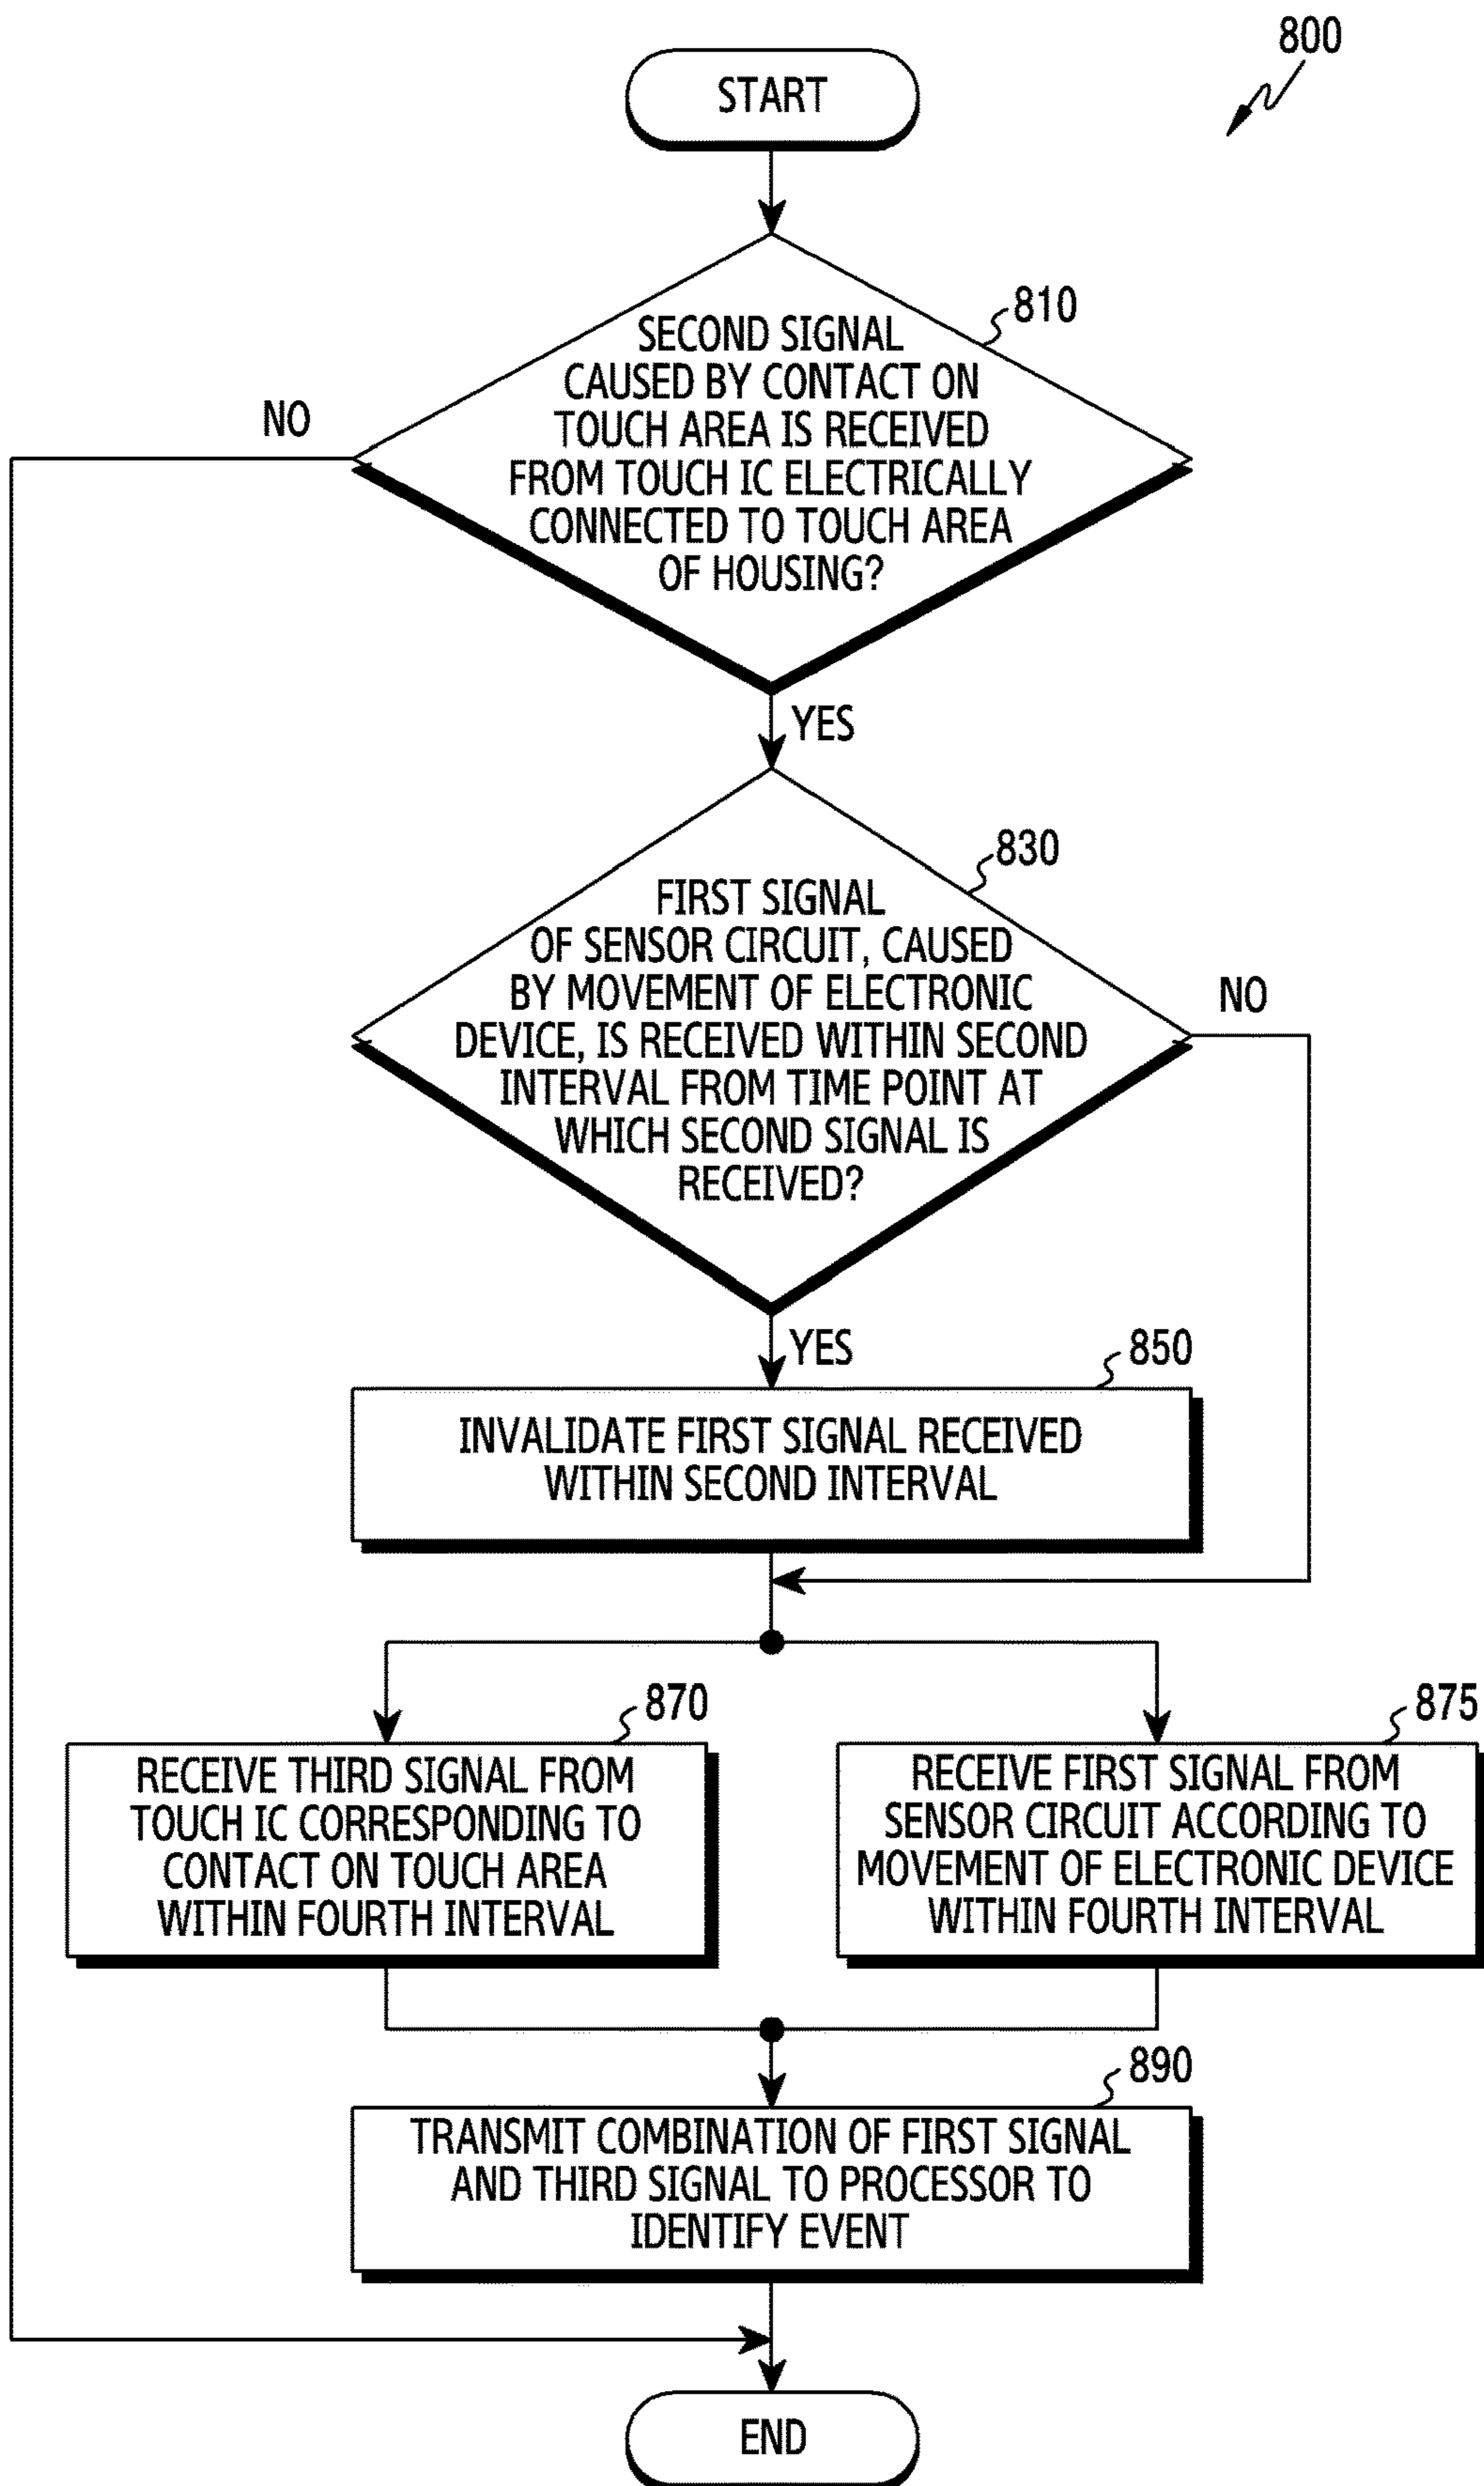 800
START
810
SECOND SIGNAL
CAUSED BY CONTACT ON
TOUCH AREA IS RECEIVED
FROM TOUCH IC ELECTRICALLY
CONNECTED TO TOUCH AREA
OF HOUSING?
NO
YES
830
FIRST SIGNAL
OF SENSOR CIRCUIT, CAUSED
BY MOVEMENT OF ELECTRONIC
DEVICE, IS RECEIVED WITHIN SECOND
INTERVAL FROM TIME POINT AT
WHICH SECOND SIGNAL IS
RECEIVED?
NO
YES
850
INVALIDATE FIRST SIGNAL RECEIVED
WITHIN SECOND INTERVAL
870
RECEIVE THIRD SIGNAL FROM
TOUCH IC CORRESPONDING TO
CONTACT ON TOUCH AREA
WITHIN FOURTH INTERVAL
875
RECEIVE FIRST SIGNAL FROM
SENSOR CIRCUIT ACCORDING TO
MOVEMENT OF ELECTRONIC DEVICE
WITHIN FOURTH INTERVAL
890
TRANSMIT COMBINATION OF FIRST SIGNAL
AND THIRD SIGNAL TO PROCESSOR TO
IDENTIFY EVENT
END